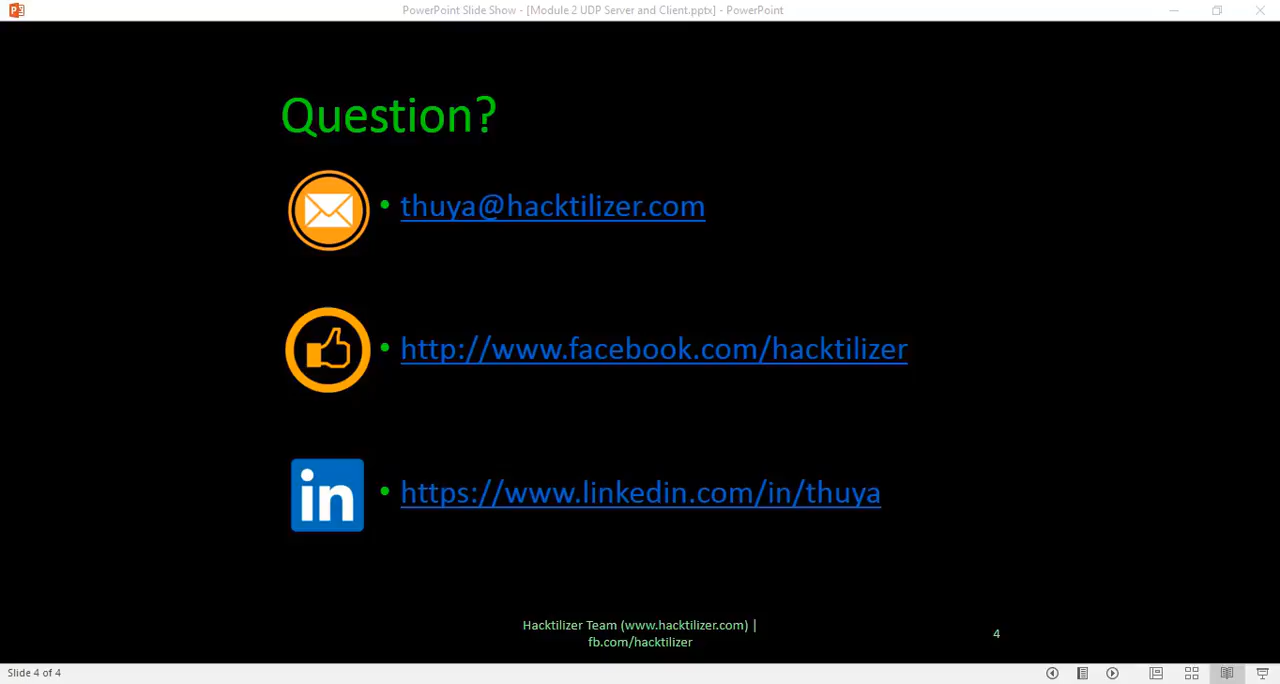 PowerPoint Slide Show - [Module 2 UDP Server and Client.pptx] - PowerPoint
Question?
• thuya@hacktilizer.com
• http://www.facebook.com/hacktilizer
in
• https://www.linkedin.com/in/thuya
Hacktilizer Team (www.hacktilizer.com) |
fb.com/hacktilizer
4
Slide 4 of 4